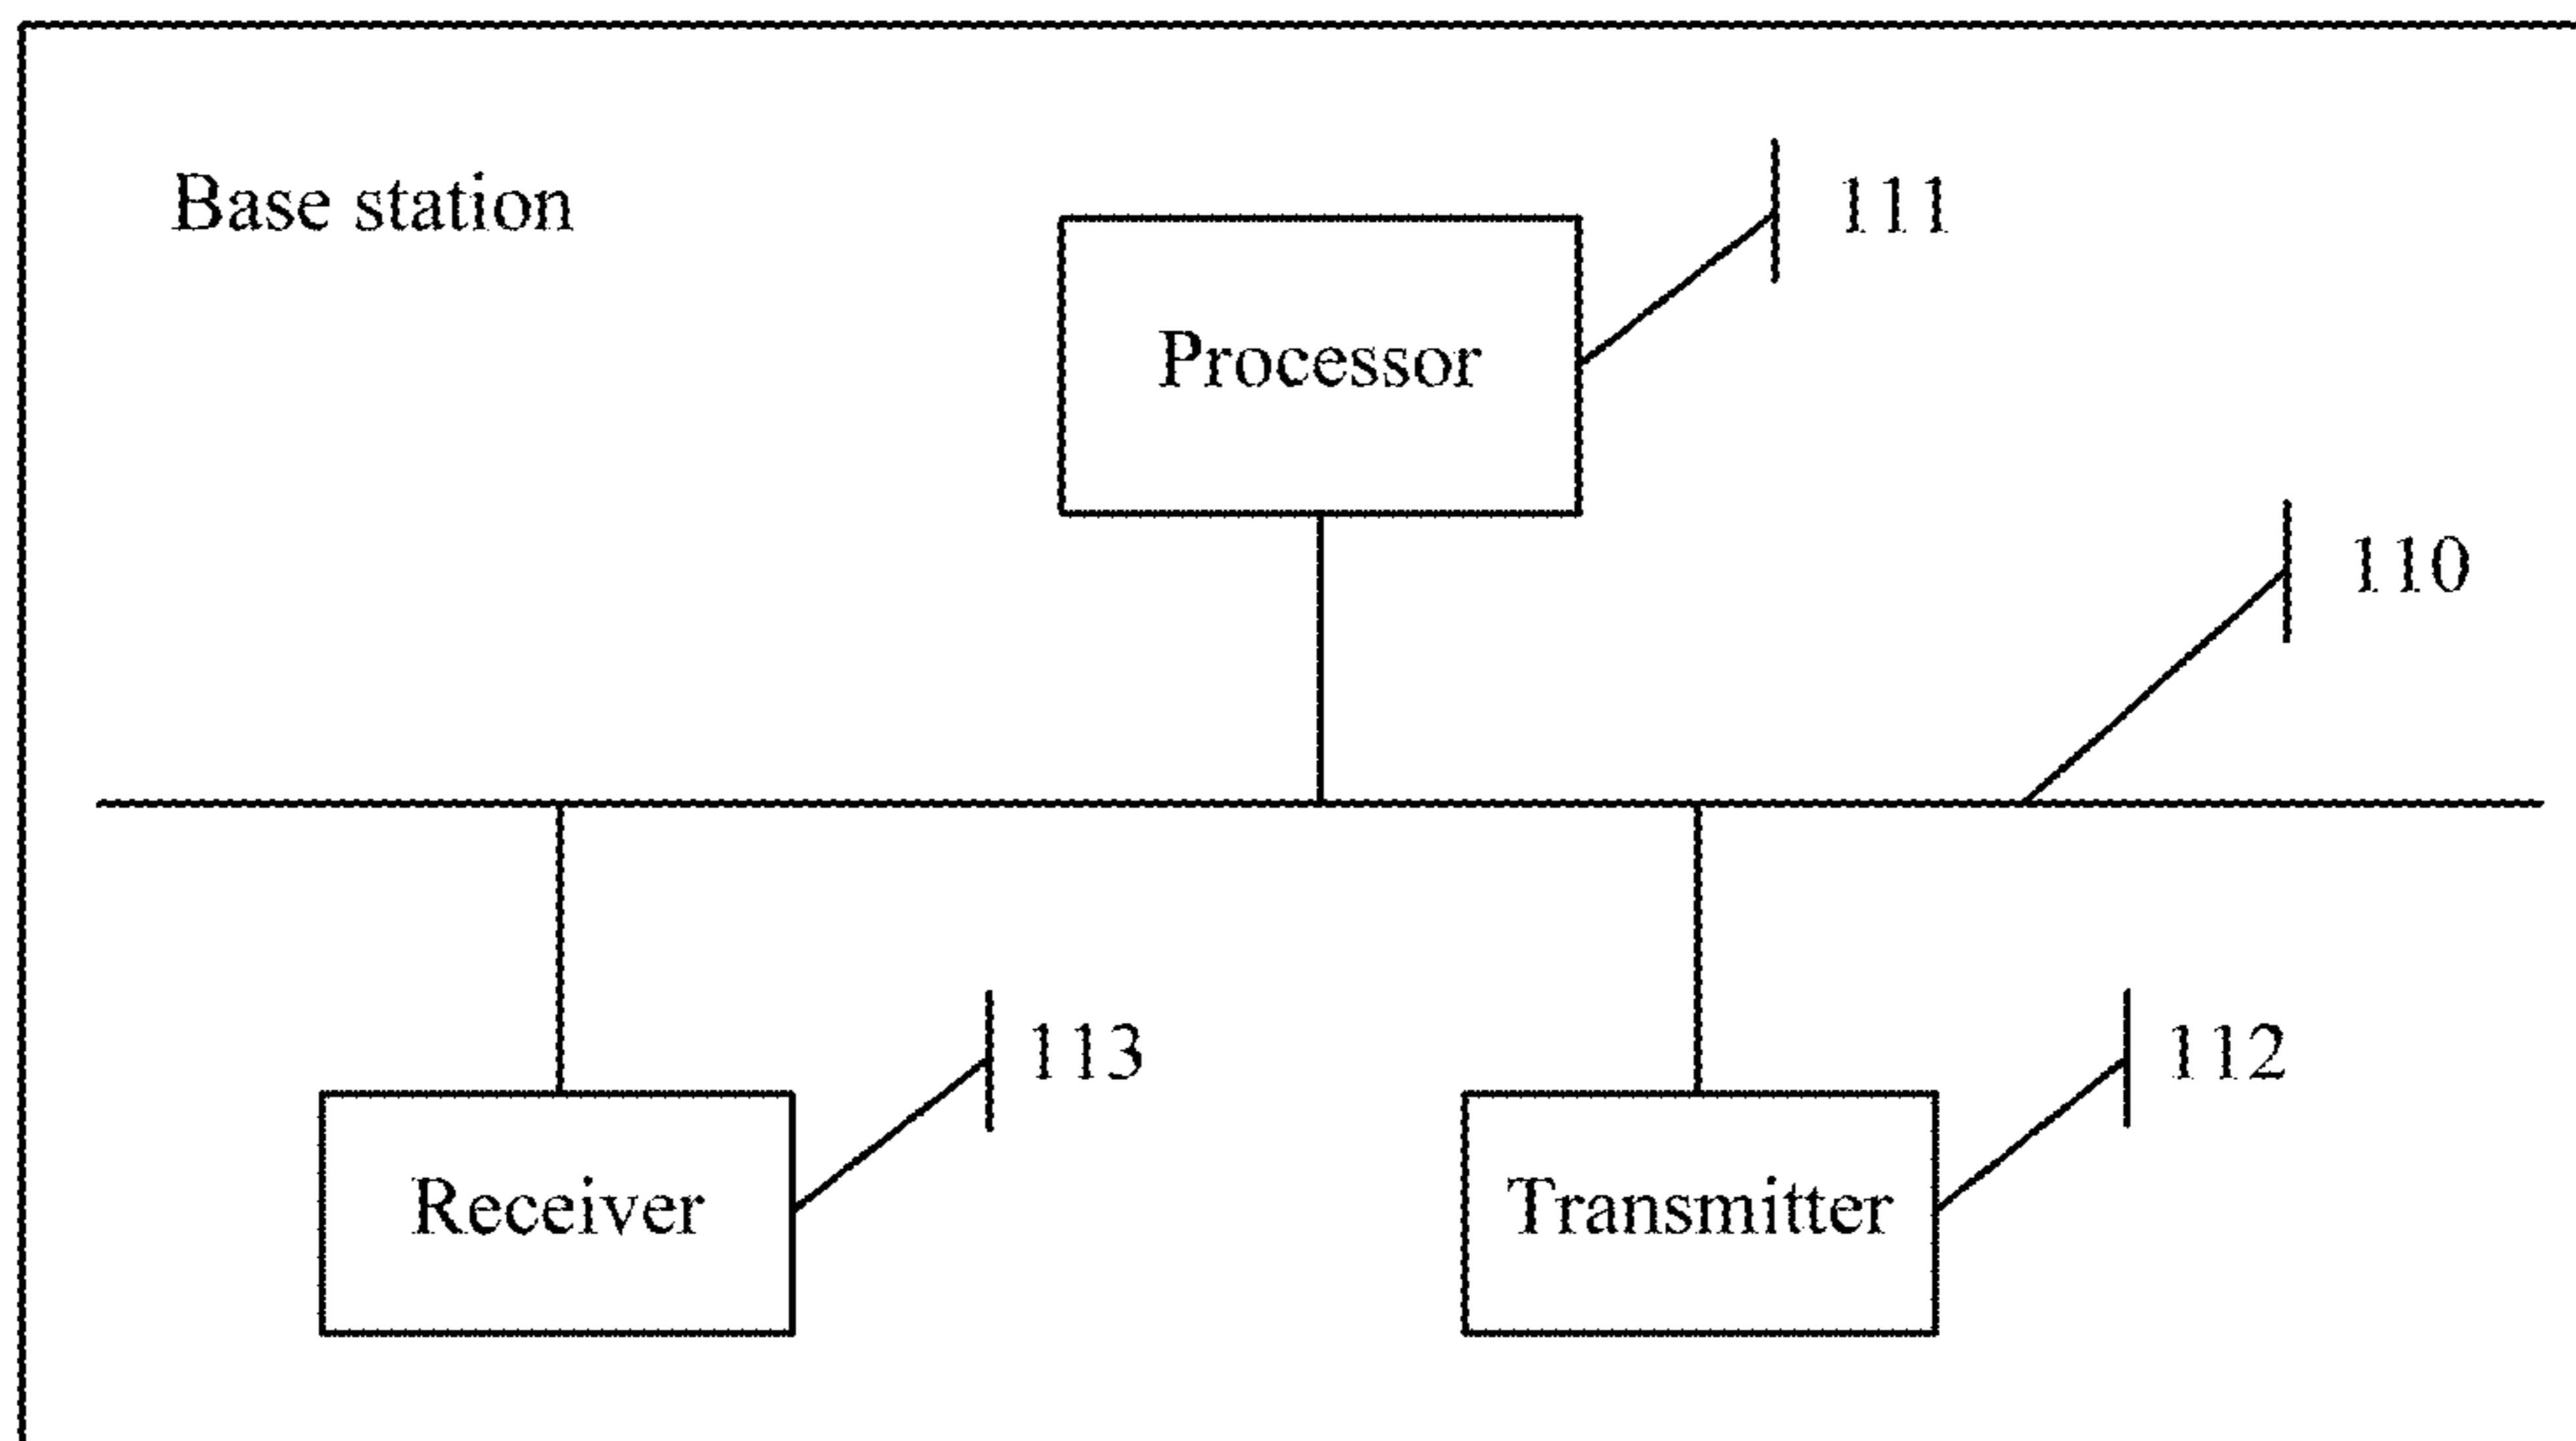 Base station
111
Processor
110
113
112
Receiver
Transmitter